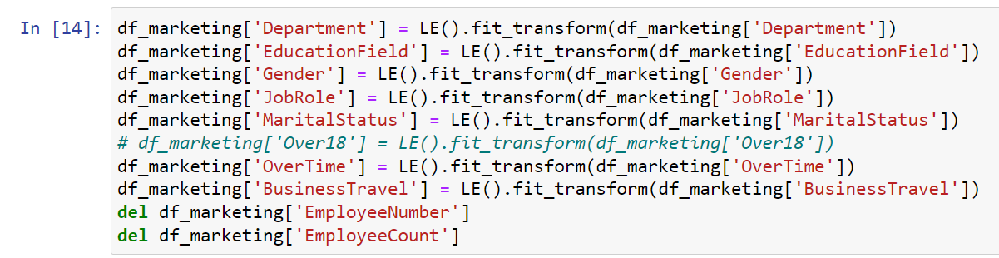 In [14]: df_marketing['Department'] = LE().fit_transform(df_marketing['Department'])
df_marketing['EducationField'] = LE().fit_transform(df_marketing['EducationField'])
df_marketing['Gender'] = LE().fit_transform(df_marketing['Gender'])
df_marketing['JobRole'] = LE().fit_transform(df_marketing['JobRole'])
df_marketing['MaritalStatus'] = LE().fit_transform(df_marketing['MaritalStatus'])
# df_marketing['Over18'] = LE().fit_transform(df_marketing['Over18'])
df_marketing['OverTime'] = LE().fit_transform(df_marketing['OverTime'])
df_marketing['BusinessTravel'] = LE().fit_transform(df_marketing['BusinessTravel'])
del df_marketing['EmployeeNumber']
del df_marketing['EmployeeCount']